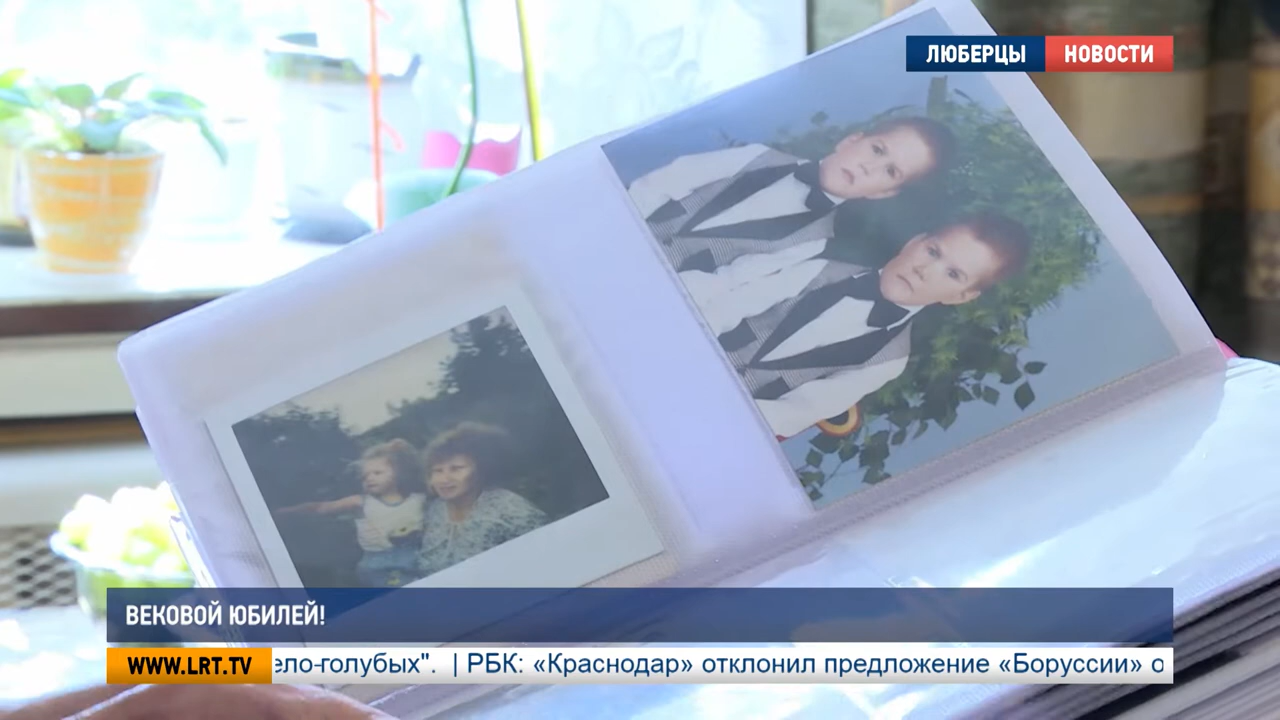 ЛЮБЕРЦЫ НОВОСТИ
ВЕКОВОЙ ЮБИЛЕЙ!
WWW.LRT.TV ело-голубых". | РБК: «Краснодар» отклонил предложение «Боруссии» о